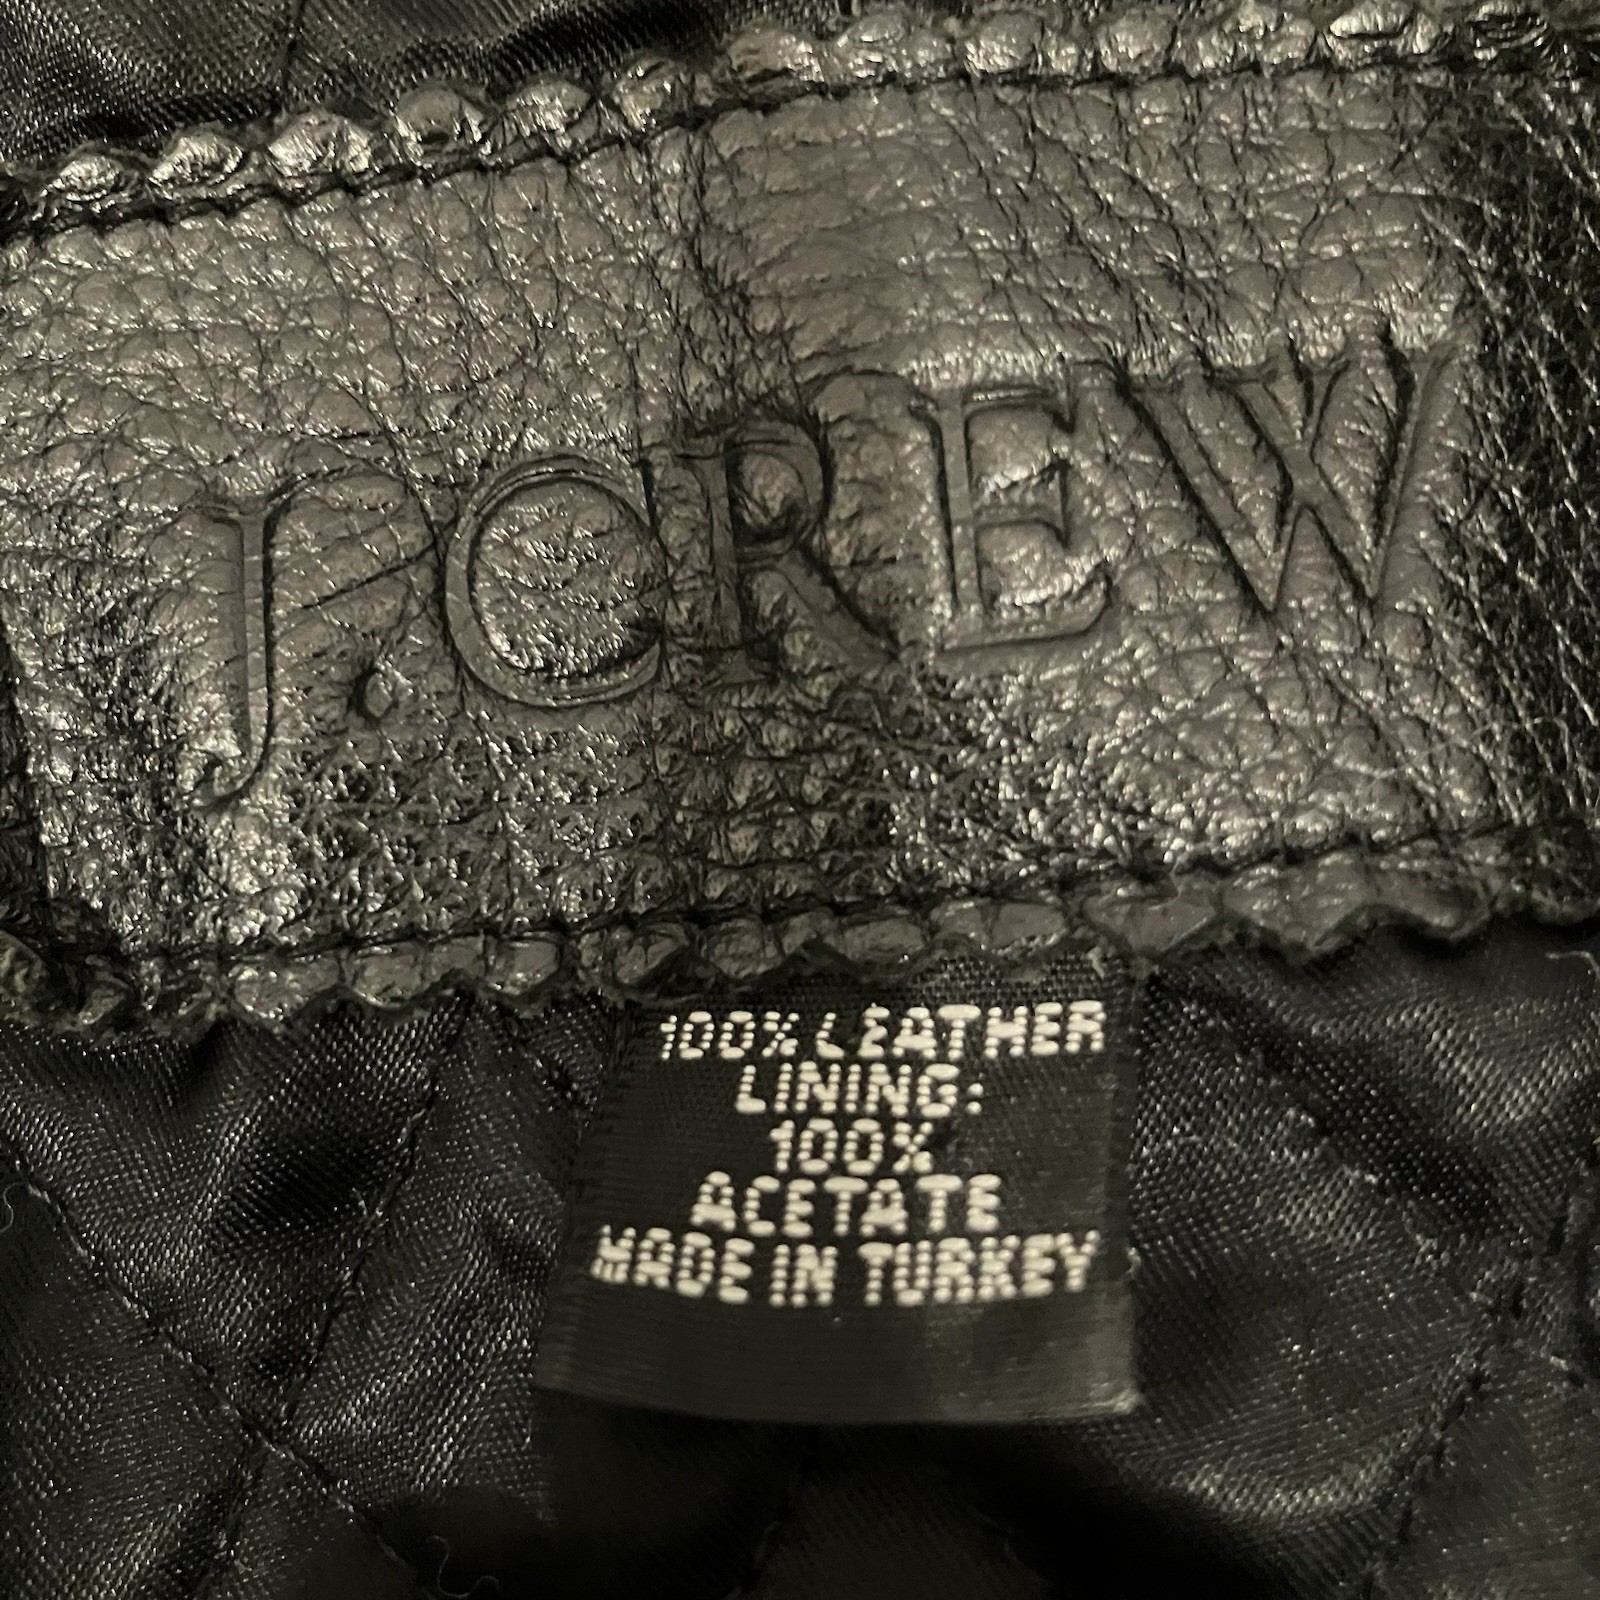 J.CREW
100% LEATHER
LINING:
100%
ACETATE
MADE IN TURKEY